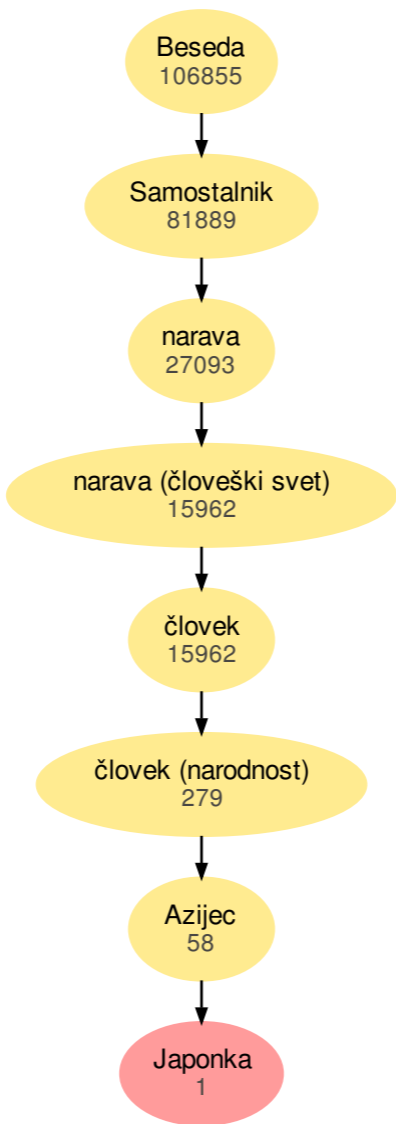 Beseda
106855
Samostalnik
81889
narava
27093
narava (človeški svet)
15962
človek
15962
človek (narodnost)
279
Azijec
58
Japonka
1